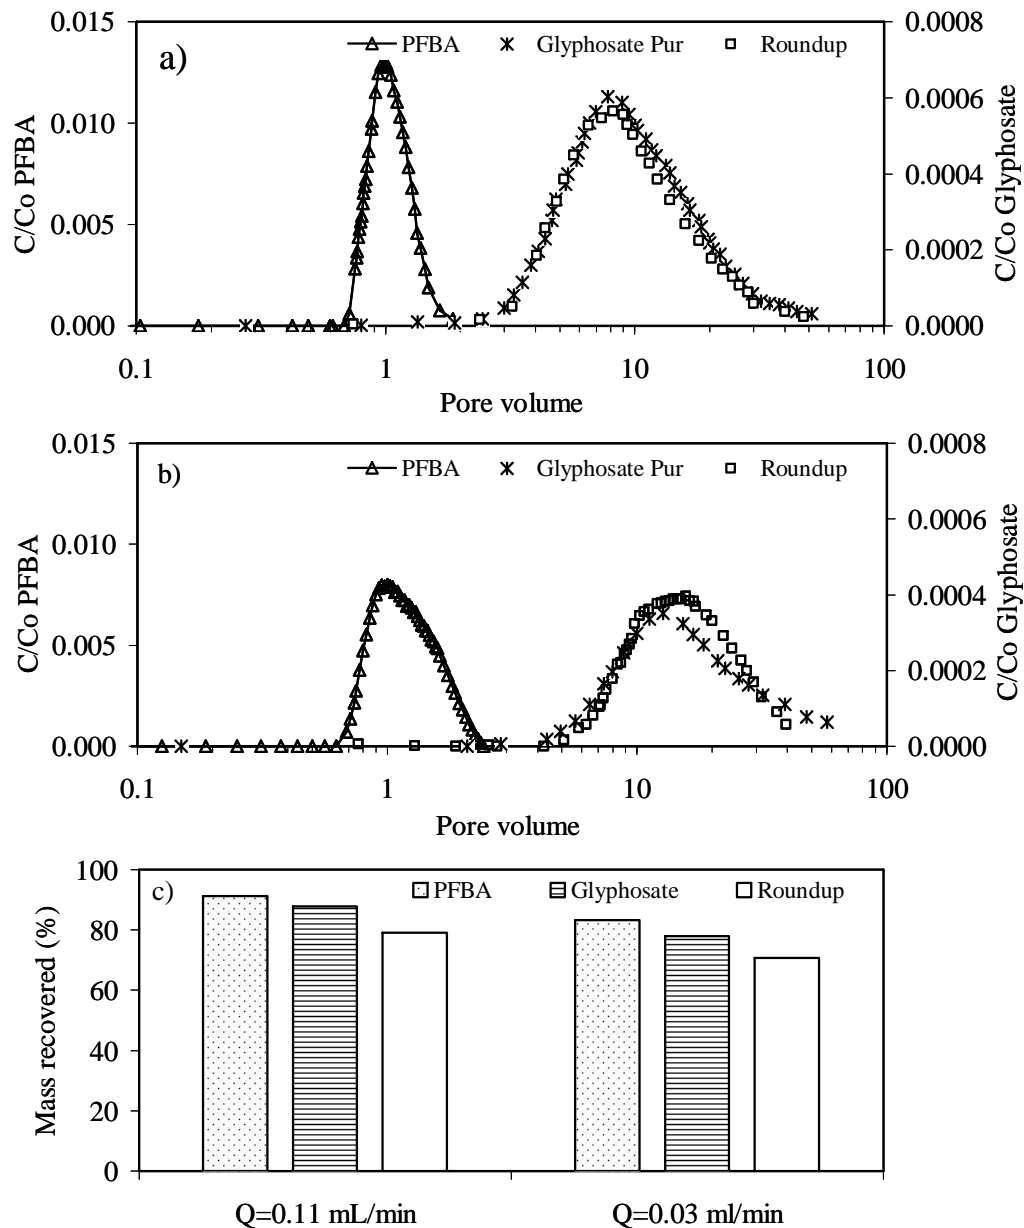 a)
PFBA Glyphosate Pur Roundup
0.015 0.0008
0.010 0.0006
0.0004
0.005
0.0002
0.000 0.0000
C/Co PFBA
C/Co Glyphosate
0.1 1 10 100
Pore volume
b)
PFBA Glyphosate Pur Roundup
0.015 0.0008
0.010 0.0006
0.0004
0.005
0.0002
0.000 0.0000
C/Co PFBA
C/Co Glyphosate
0.1 1 10 100
Pore volume
c) PFBA Glyphosate Roundup
100
80
60
40
20
0
Mass recovered (%)
Q=0.11 mL/min Q=0.03 ml/min